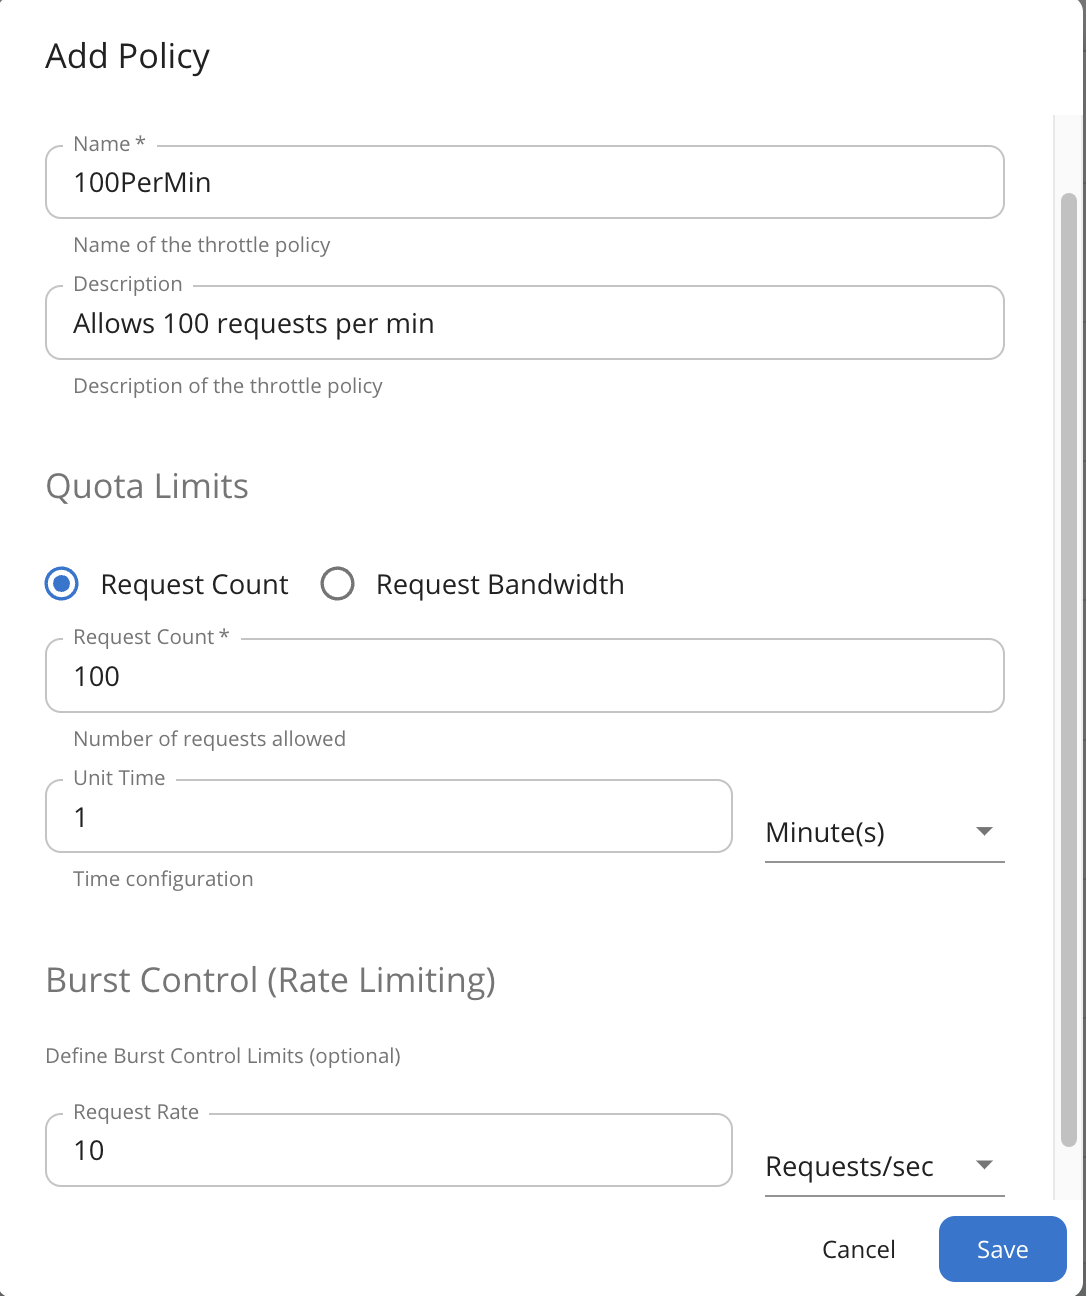 Add Policy
Name *
100PerMin
Name of the throttle policy
Description
Allows 100 requests per min
Description of the throttle policy
Quota Limits
Request Count Request Bandwidth
Request Count *
100
Number of requests allowed
Unit Time
1
Minute(s)
Time configuration
Burst Control (Rate Limiting)
Define Burst Control Limits (optional)
Request Rate
10
Requests/sec
Cancel Save